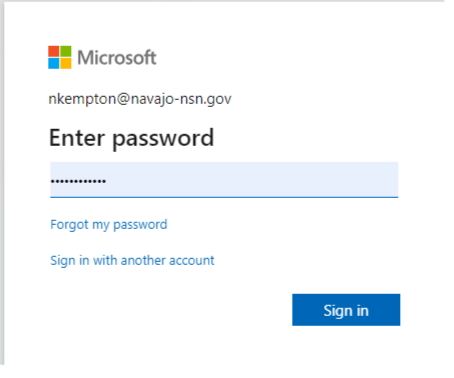 Microsoft
nkempton@navajo-nsn.gov
Enter password
............
Forgot my password
Sign in with another account
Sign in